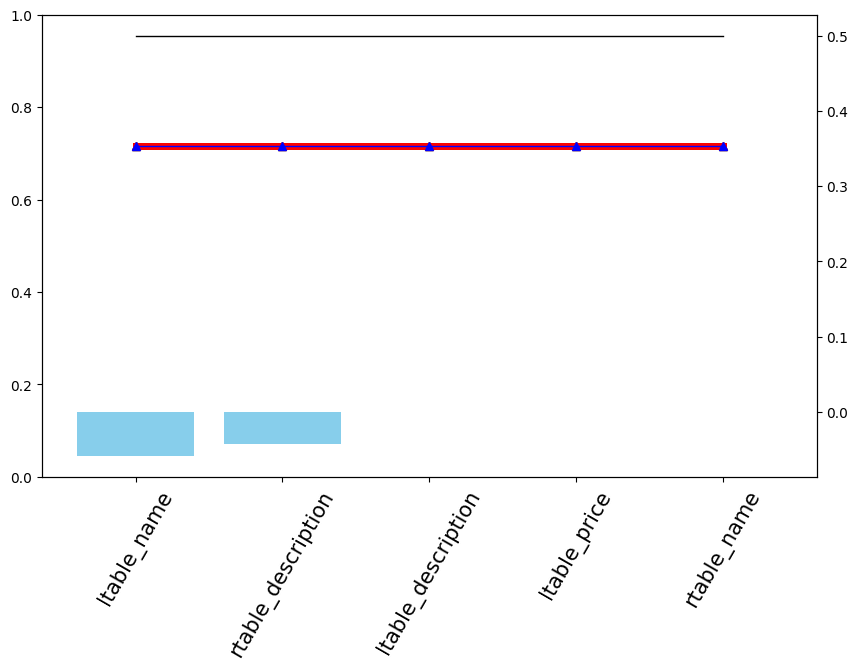 1.0
0.8
0.6
0.4
0.2
0.0
0.5
0.4
0.3
0.2
0.1
0.0
ltable_name
rtable_description
ltable_description
ltable_price
rtable_name